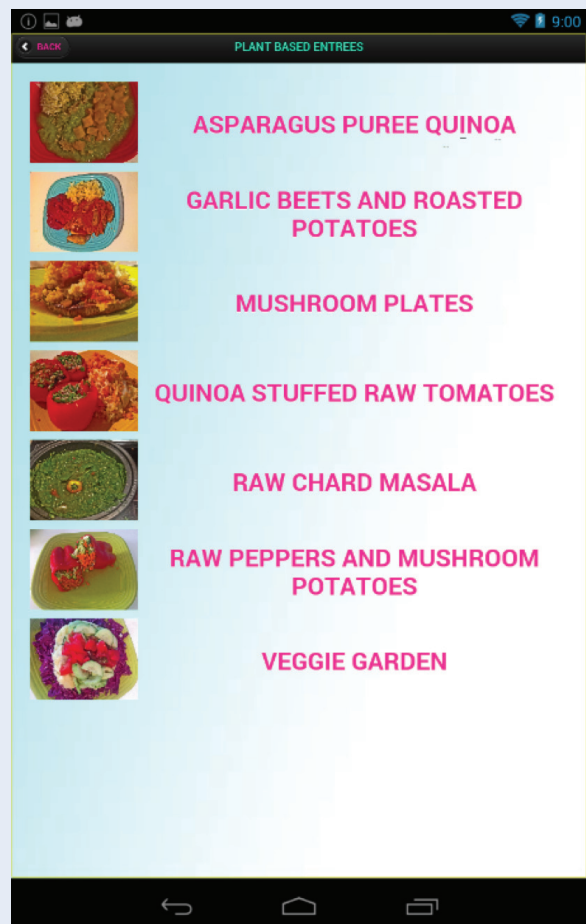 9:00
BACK
PLANT BASED ENTREES
ASPARAGUS PUREE QUINOA
GARLIC BEETS AND ROASTED
POTATOES
MUSHROOM PLATES
QUINOA STUFFED RAW TOMATOES
RAW CHARD MASALA
RAW PEPPERS AND MUSHROOM
POTATOES
VEGGIE GARDEN